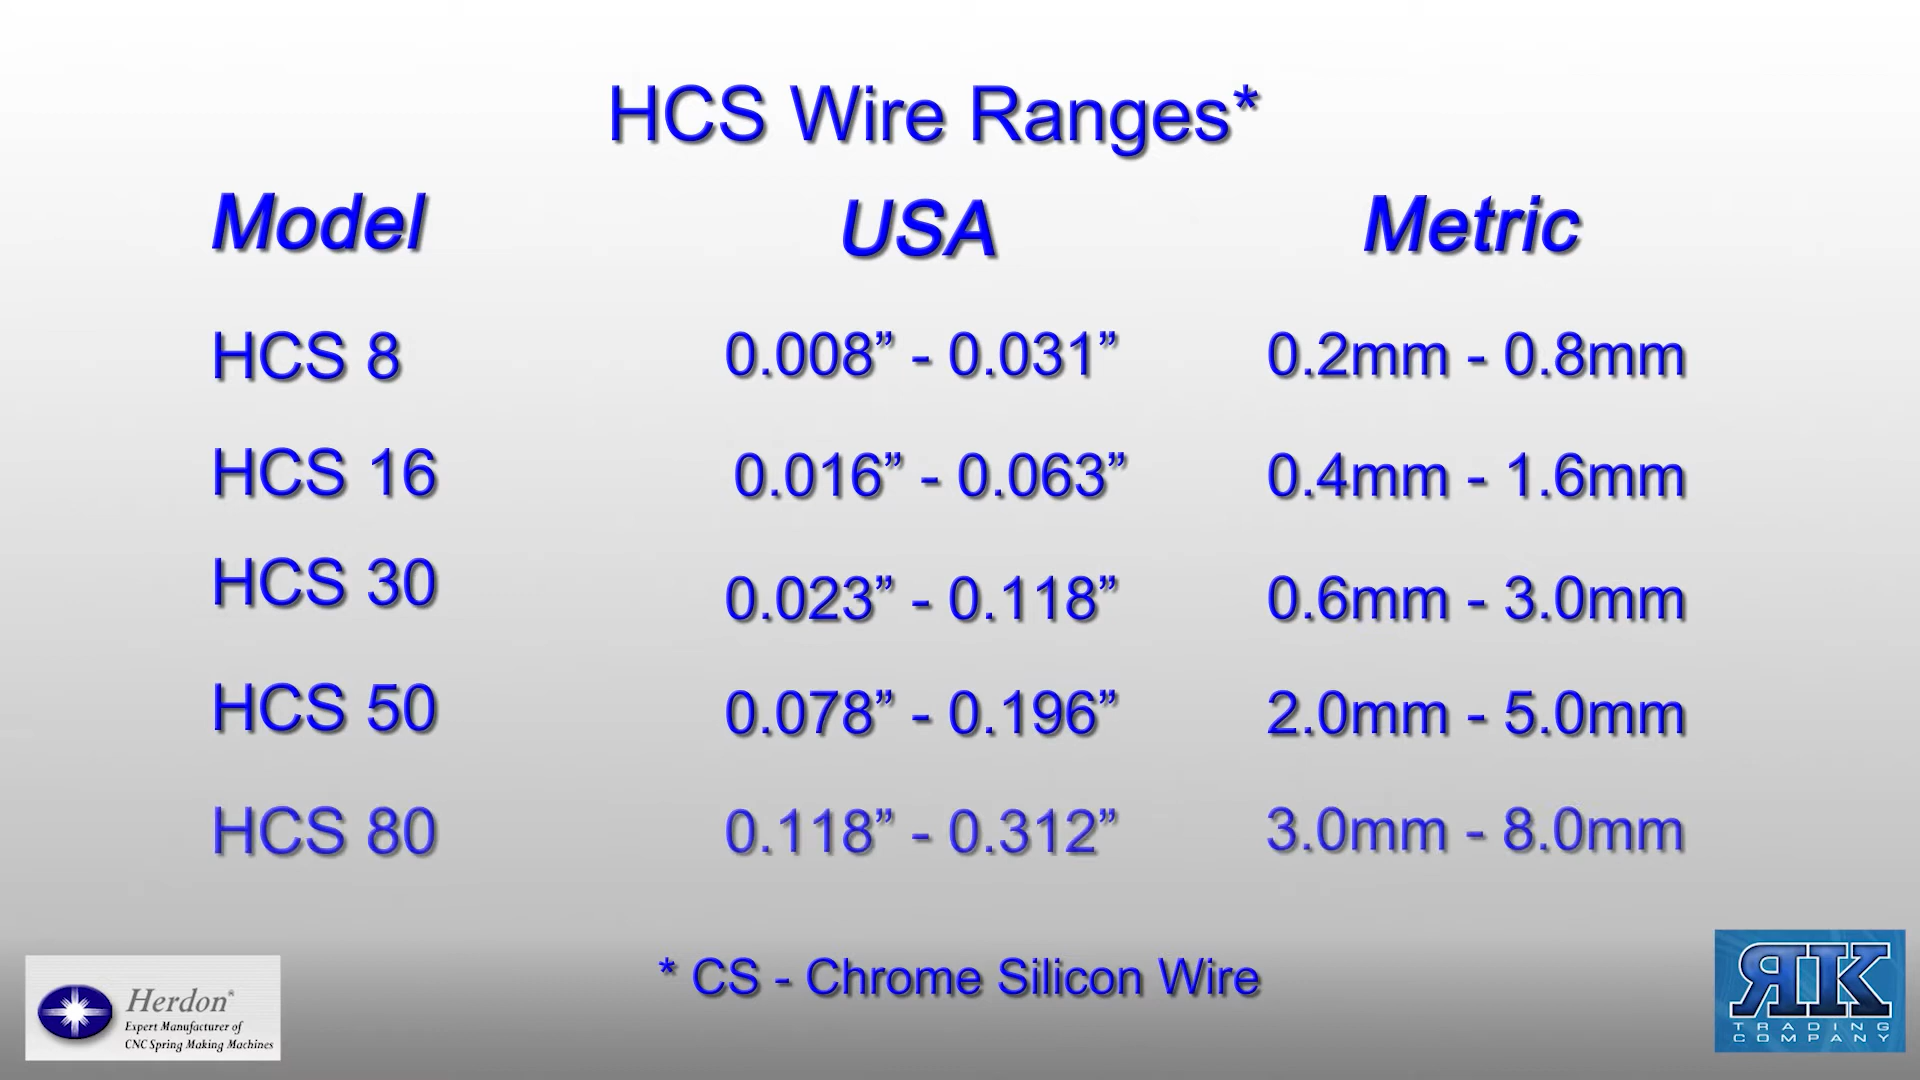 HCS Wire Ranges*
Model USA Metric
HCS 8 0.008” - 0.031” 0.2mm - 0.8mm
HCS 16 0.016” - 0.063” 0.4mm - 1.6mm
HCS 30 0.023” - 0.118” 0.6mm - 3.0mm
HCS 50 0.078” - 0.196” 2.0mm - 5.0mm
HCS 80 0.118” - 0.312” 3.0mm - 8.0mm
* CS - Chrome Silicon Wire
Herdon®
Expert Manufacturer of
CNC Spring Making Machines
RK
TRADING
COMPANY